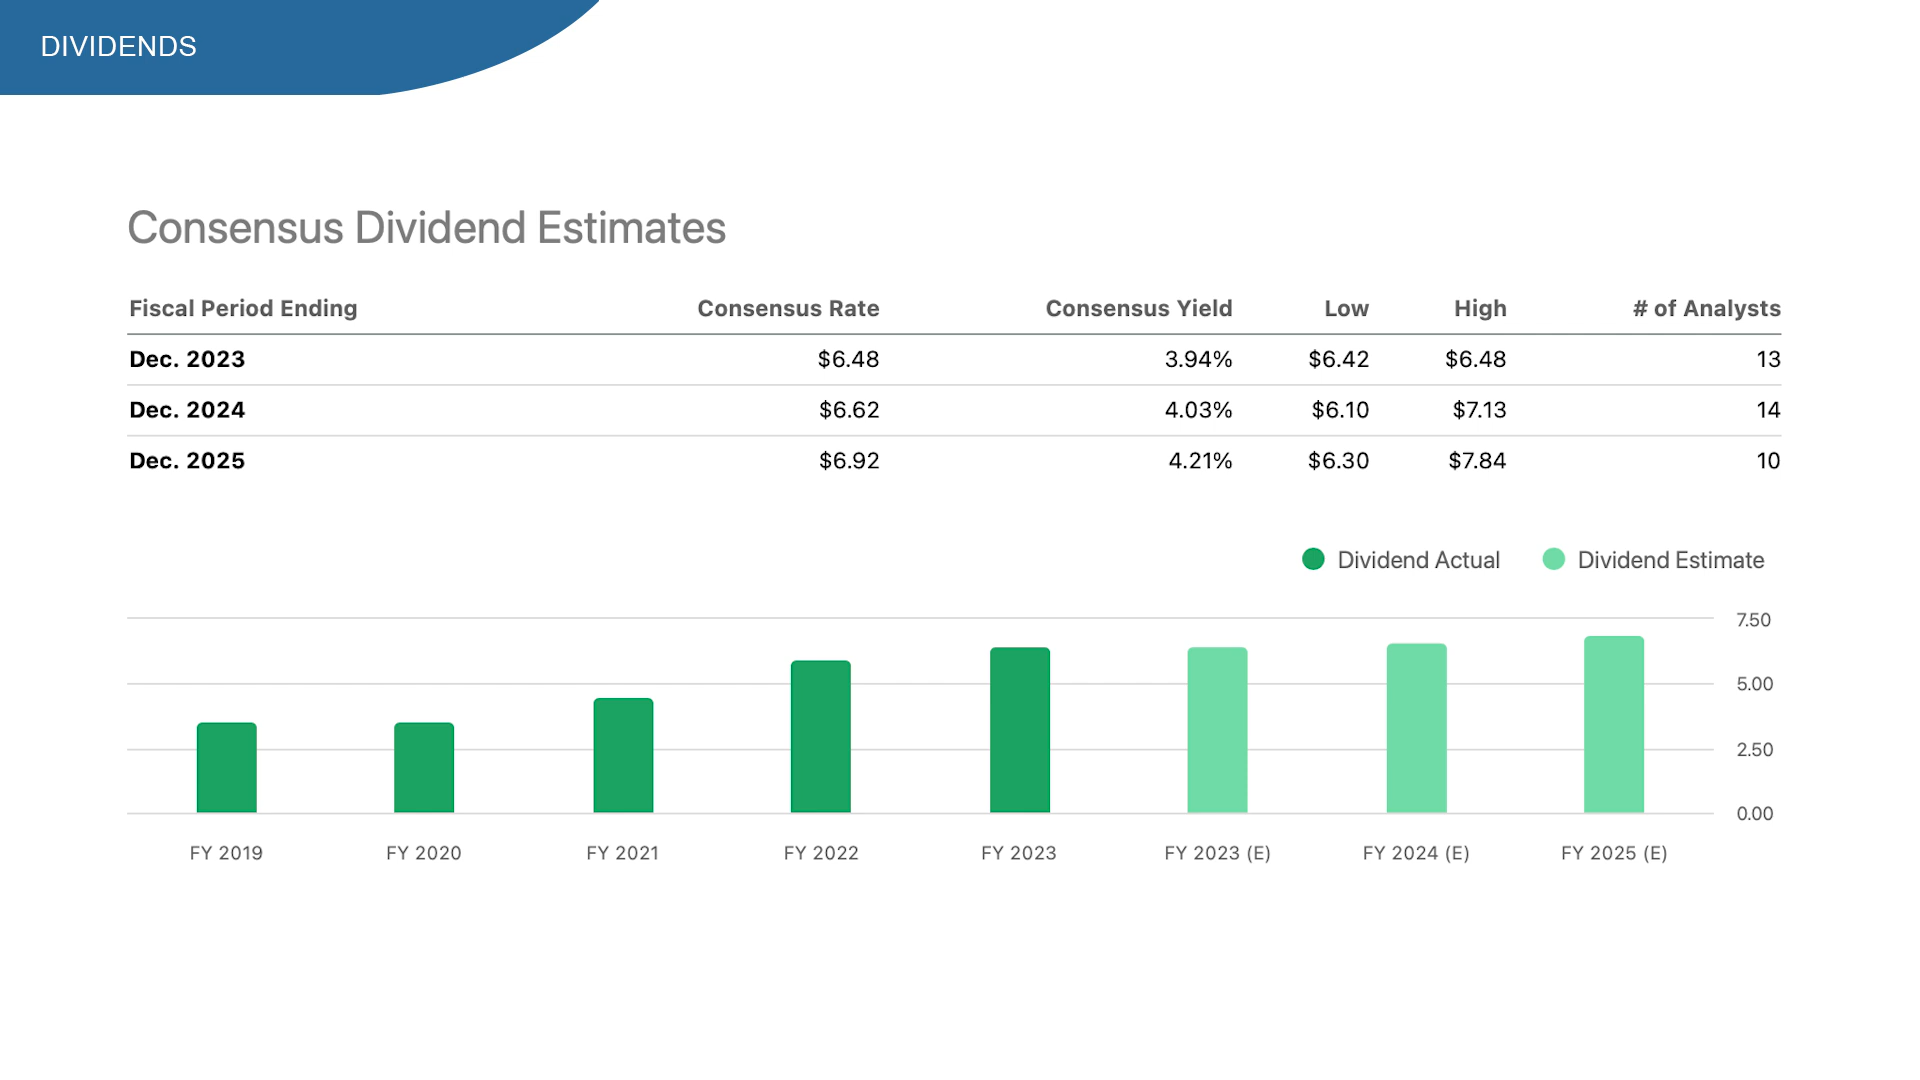 DIVIDENDS
Consensus Dividend Estimates
Fiscal Period Ending Consensus Rate Consensus Yield Low High # of Analysts
Dec. 2023 $6.48 3.94% $6.42 $6.48 13
Dec. 2024 $6.62 4.03% $6.10 $7.13 14
Dec. 2025 $6.92 4.21% $6.30 $7.84 10
Dividend Actual Dividend Estimate
7.50
5.00
2.50
0.00
FY 2019 FY 2020 FY 2021 FY 2022 FY 2023 FY 2023 (E) FY 2024 (E) FY 2025 (E)